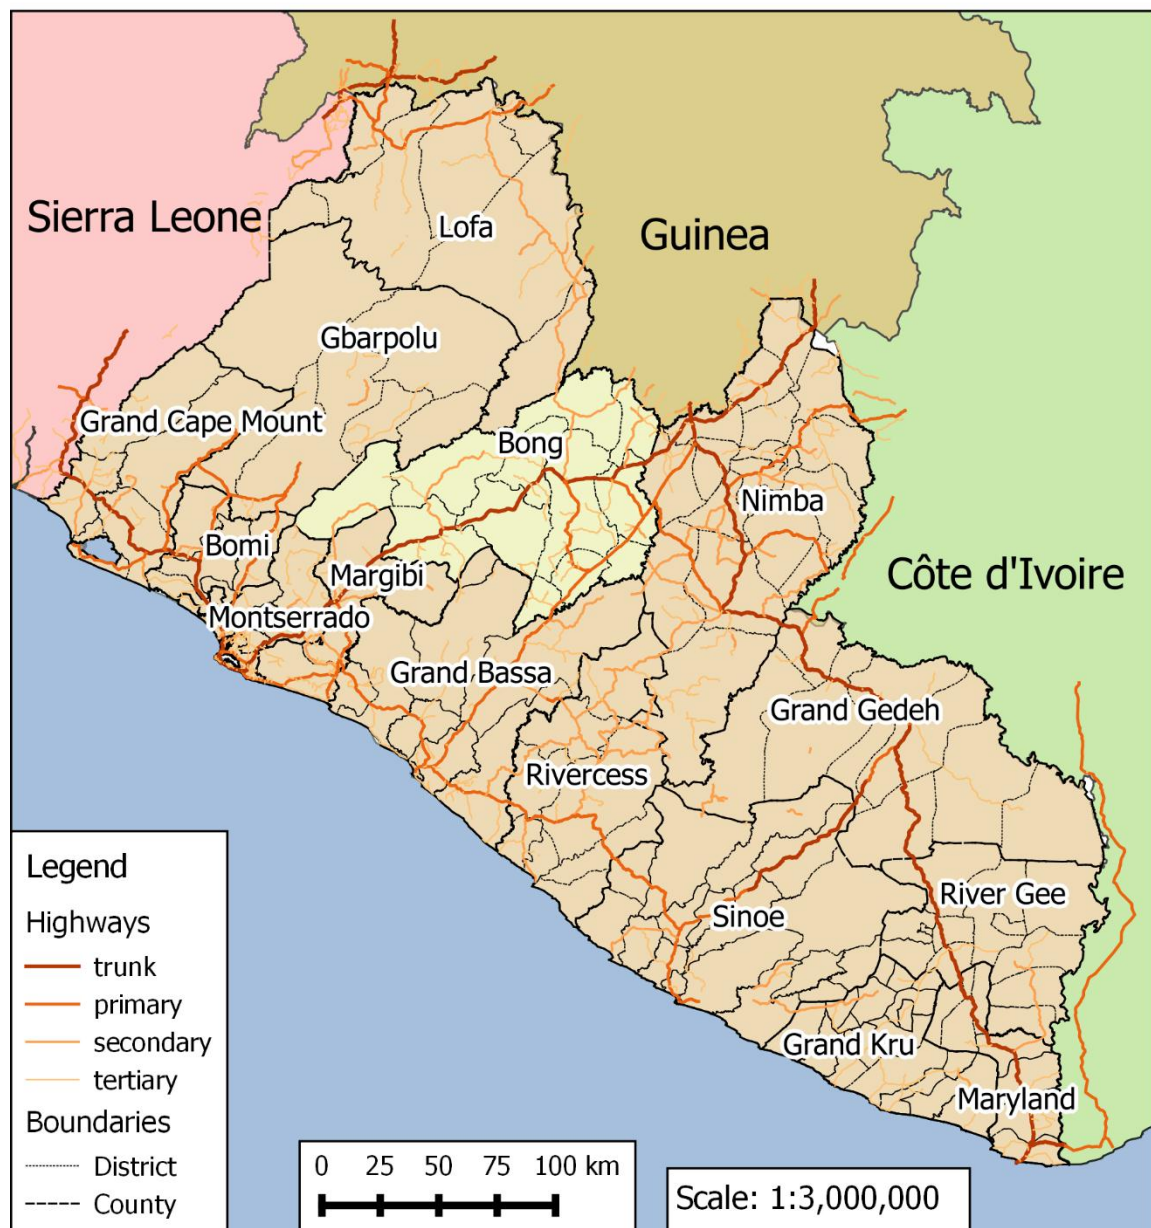 Sierra Leone
Lofa
Guinea
Gbarpolu
Grand Cape Mount
Bong
Nimba
Bomi
Margibi
Côte d'Ivoire
Montserrado
Grand Bassa
Grand Gedeh
Rivercess
River Gee
Sinoe
Grand Kru
Maryland
Legend
Highways
trunk
primary
secondary
tertiary
Boundaries
District
County
0 25 50 75 100 km
Scale: 1:3,000,000